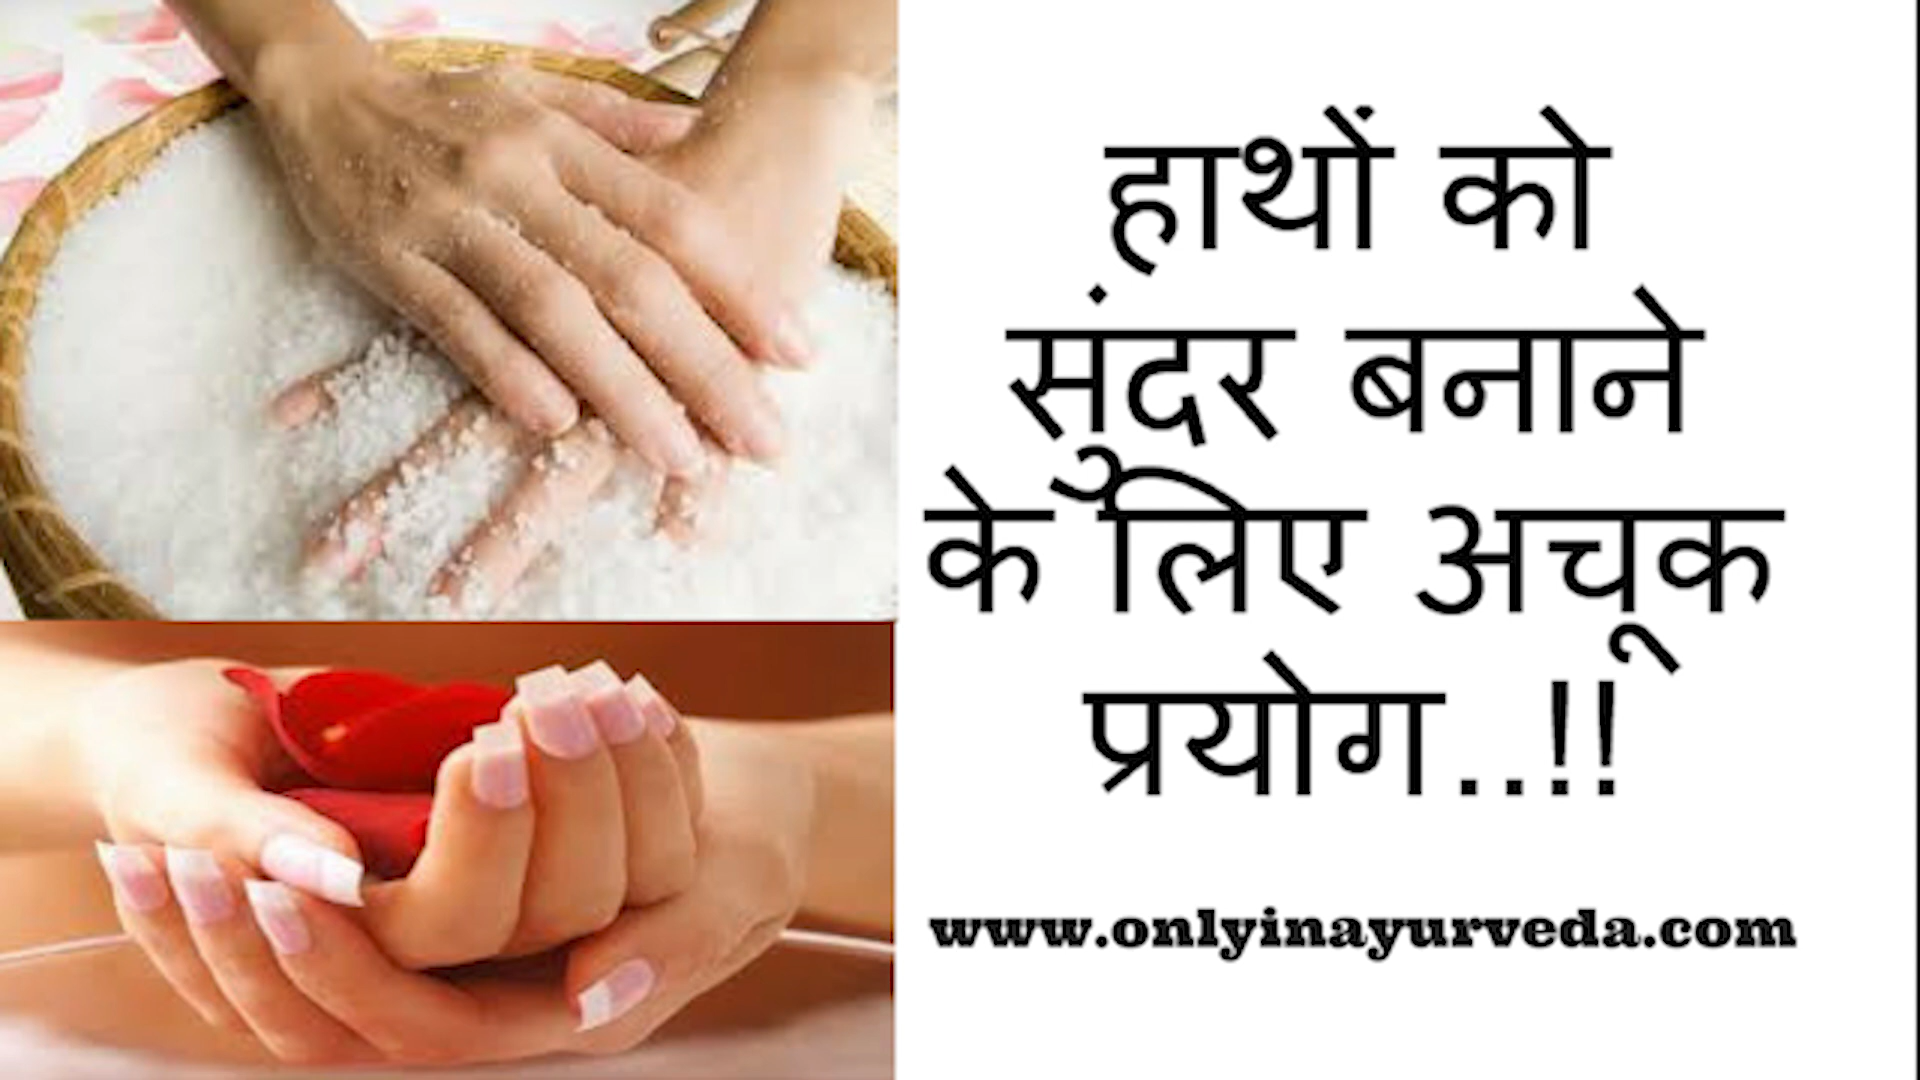 हाथों को
सुंदर बनाने
के लिए अचूक
प्रयोग..!!
www.onlyinayurveda.com